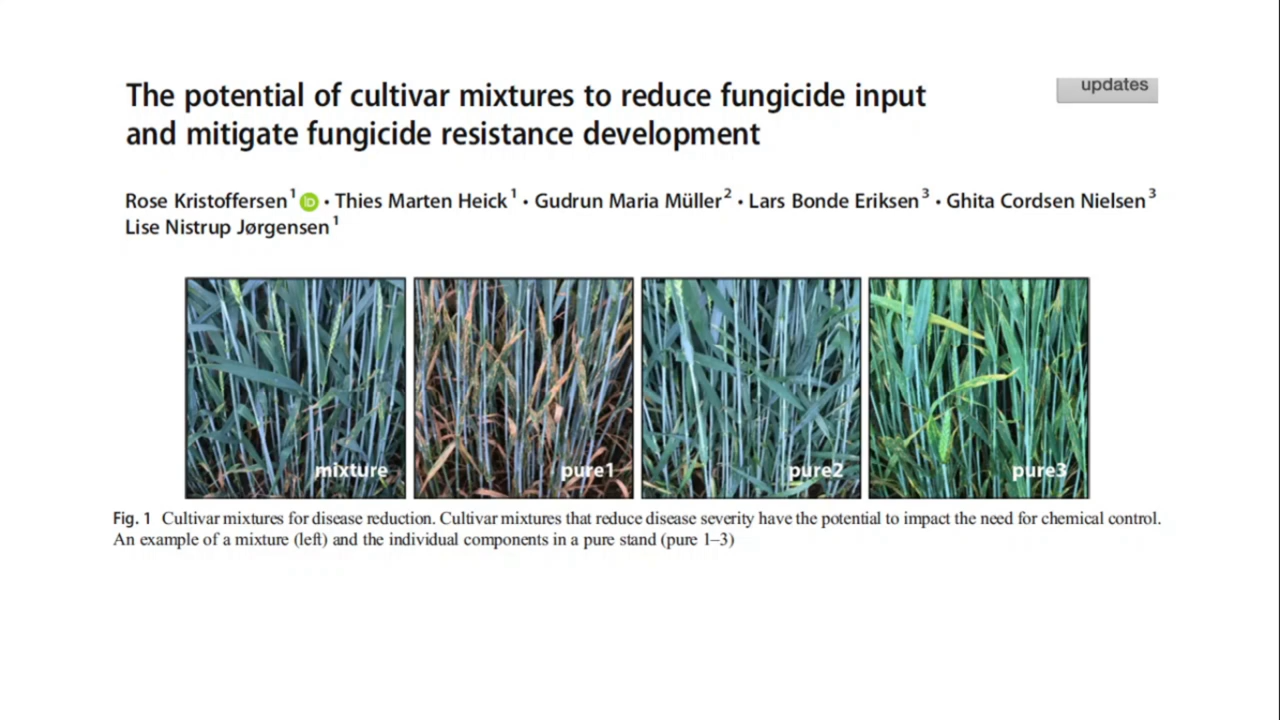 The potential of cultivar mixtures to reduce fungicide input
and mitigate fungicide resistance development
updates
Rose Kristoffersen¹ iD · Thies Marten Heick¹ · Gudrun Maria Müller² · Lars Bonde Eriksen³ · Ghita Cordsen Nielsen³
Lise Nistrup Jørgensen¹
mixture
pure1
pure2
pure3
Fig. 1 Cultivar mixtures for disease reduction. Cultivar mixtures that reduce disease severity have the potential to impact the need for chemical control.
An example of a mixture (left) and the individual components in a pure stand (pure 1–3)